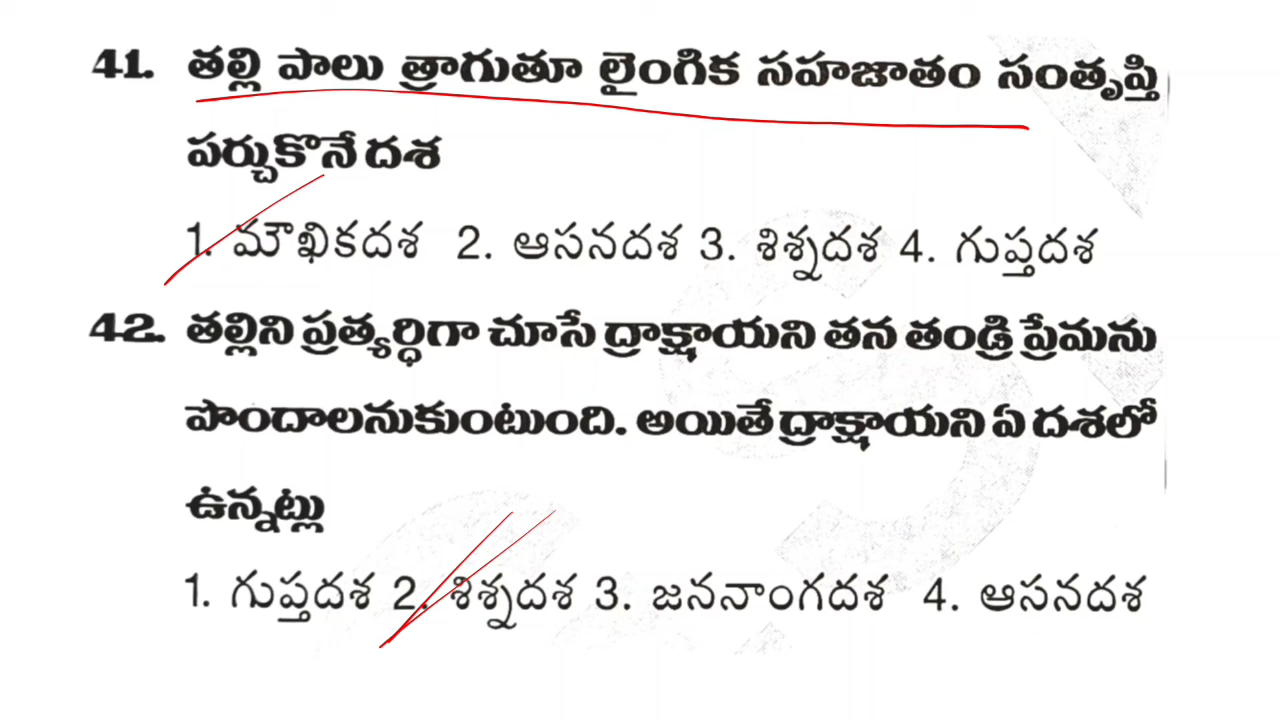 41. తల్లి పాలు త్రాగుతూ లైంగిక సహజాతం సంతృప్తి
పర్చుకొనే దశ
1. మౌఖికదశ 2. ఆసనదశ 3. శిశ్నదశ 4. గుప్తదశ
42. తల్లిని ప్రత్యర్ధిగా చూసే ద్రాక్షాయని తన తండ్రి ప్రేమను
పొందాలనుకుంటుంది. అయితే ద్రాక్షాయని ఏ దశలో
ఉన్నట్లు
1. గుప్తదశ 2. శిశ్నదశ 3. జననాంగదశ 4. ఆసనదశ